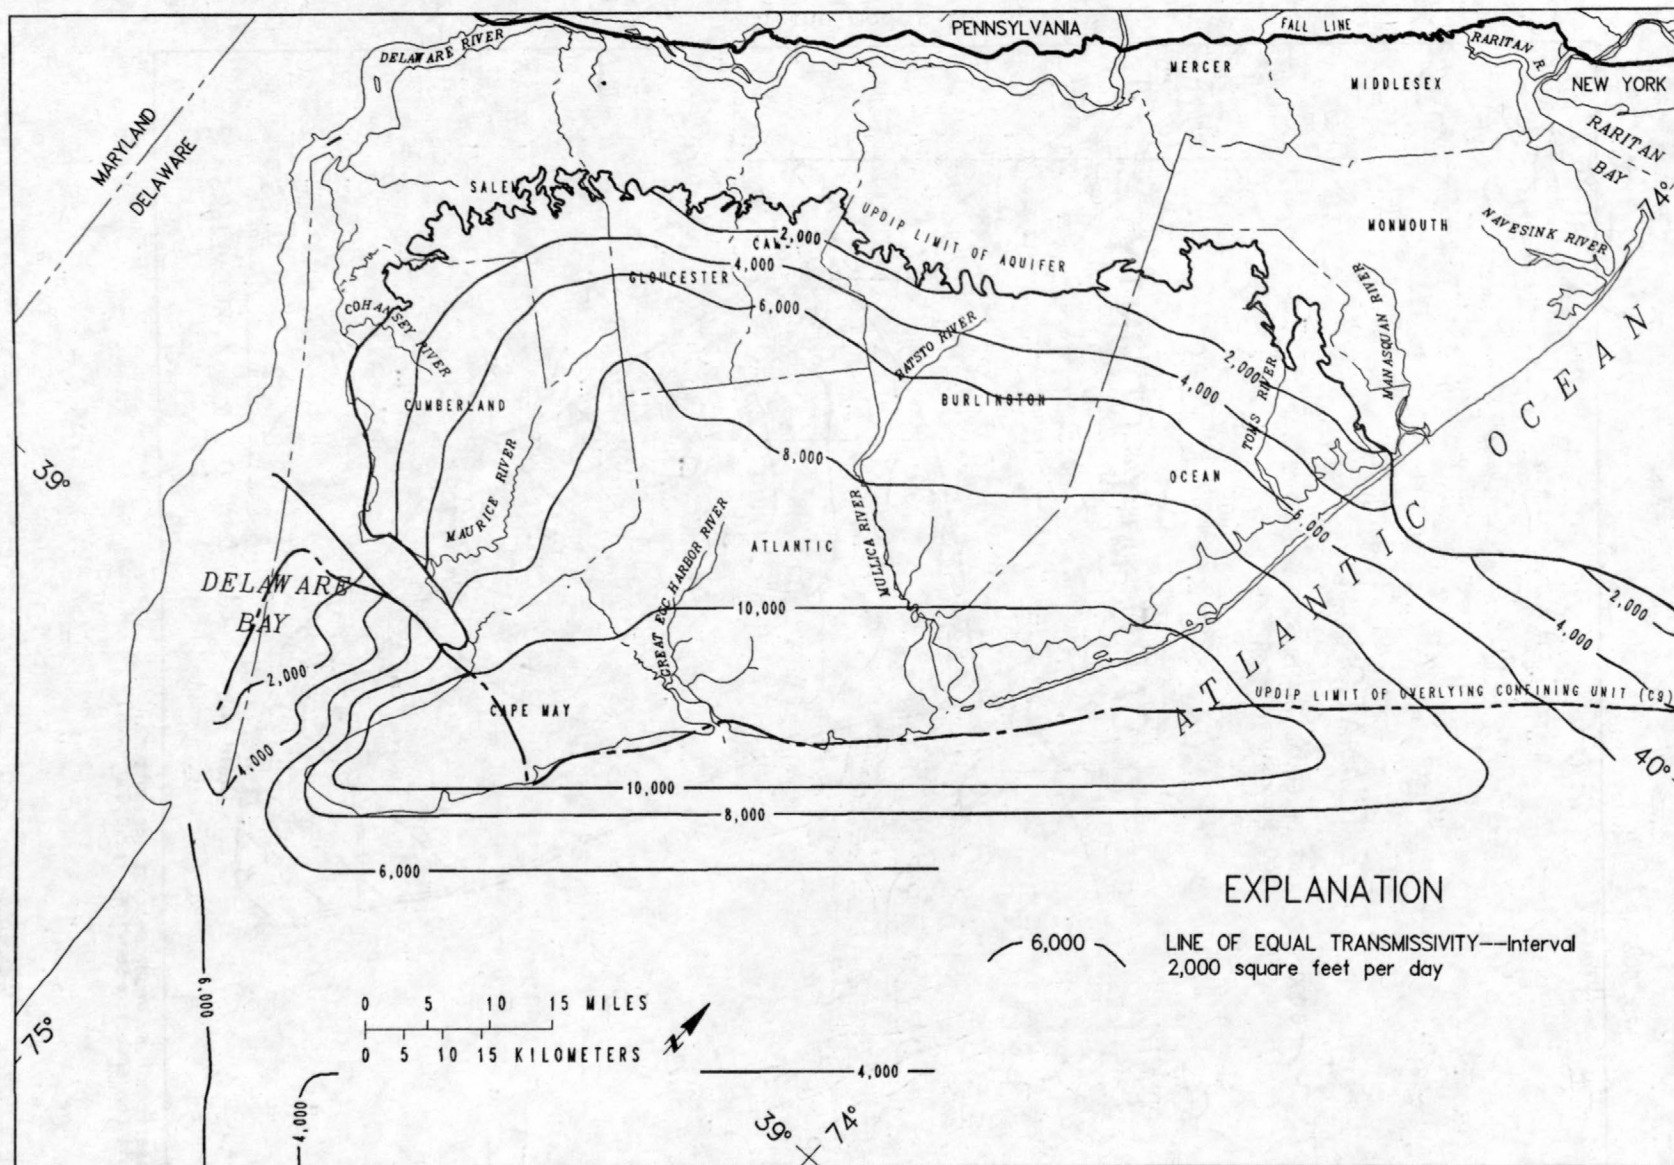 PENNSYLVANIA
FALL LINE
DELAWARE RIVER
RARITAN R
MERCER
MIDDLESEX
NEW YORK
RARITAN
BAY
MARYLAND
DELAWARE
SALEM
74°
UPDIP LIMIT OF AQUIFER
MONMOUTH
NAVESINK RIVER
2,000
4,000
GLOUCESTER
6,000
COHANSEY RIVER
MANASQUAN RIVER
BATSTO RIVER
2,000
4,000
TOMS RIVER
CUMBERLAND
BURLINGTON
ATLANTIC OCEAN
39°
MAURICE RIVER
8,000
OCEAN
MULLICA RIVER
6,000
ATLANTIC
GREAT EGG HARBOR RIVER
DELAWARE
BAY
10,000
2,000
4,000
2,000
UPDIP LIMIT OF OVERLYING CONFINING UNIT (C9)
CAPE MAY
4,000
40°
10,000
8,000
6,000
EXPLANATION
6,000
LINE OF EQUAL TRANSMISSIVITY--Interval
2,000 square feet per day
6,000
0 5 10 15 MILES
0 5 10 15 KILOMETERS
N
75°
4,000
4,000
39° 74°